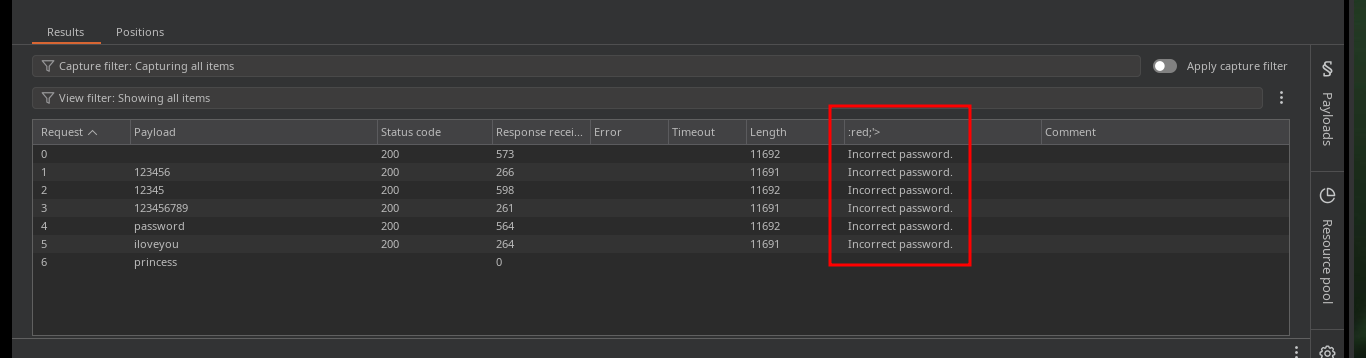 Results Positions
Capture filter: Capturing all items Apply capture filter
View filter: Showing all items
Request Payload Status code Response recei... Error Timeout Length :red;'> Comment
0 200 573 11692 Incorrect password.
1 123456 200 266 11691 Incorrect password.
2 12345 200 598 11692 Incorrect password.
3 123456789 200 261 11691 Incorrect password.
4 password 200 564 11692 Incorrect password.
5 iloveyou 200 264 11691 Incorrect password.
6 princess 0
§ Payloads
Resource pool